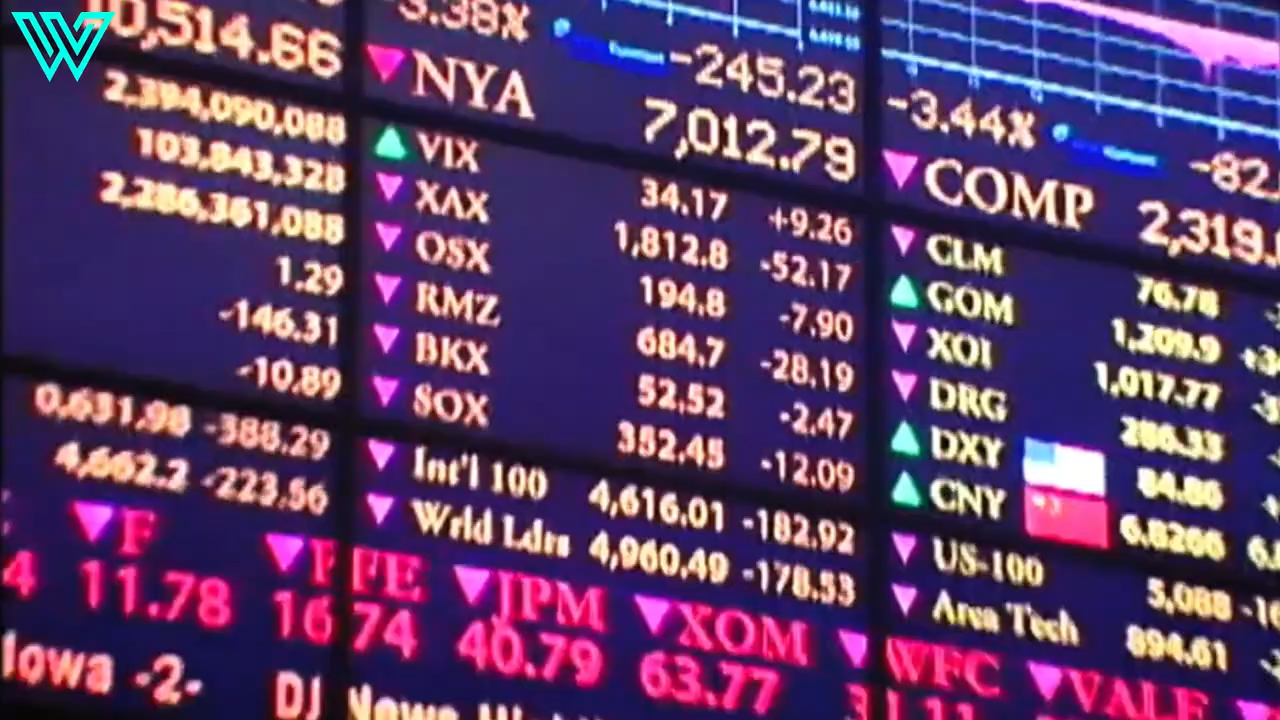 W
0,514.66
2,394,090,088
103,843,328
2,286,361,088
1.29
-146.31
-10.89
0,631.98 -388.29
4,662.2 -223.56
-3.38%
-245.23
NYA 7,012.79
VIX 34.17 +9.26
XAX 1,812.8 -52.17
OSX 194.8 -7.90
RMZ 684.7 -28.19
BKX 52.52 -2.47
SOX 352.45 -12.09
Int'l 100 4,616.01 -182.92
Wrld Ldrs 4,960.49 -178.53
-3.44%
-82.
COMP 2,319.
CLM 76.78
GOM 1,209.9
XOI 1,017.77
DRG 286.33
DXY 84.86
CNY 6.8266
US-100 5,088
Area Tech 894.61
F PFE JPM XOM WFC VALE
4 11.78 16.74 40.79 63.77 31.11
Iowa -2- DJ